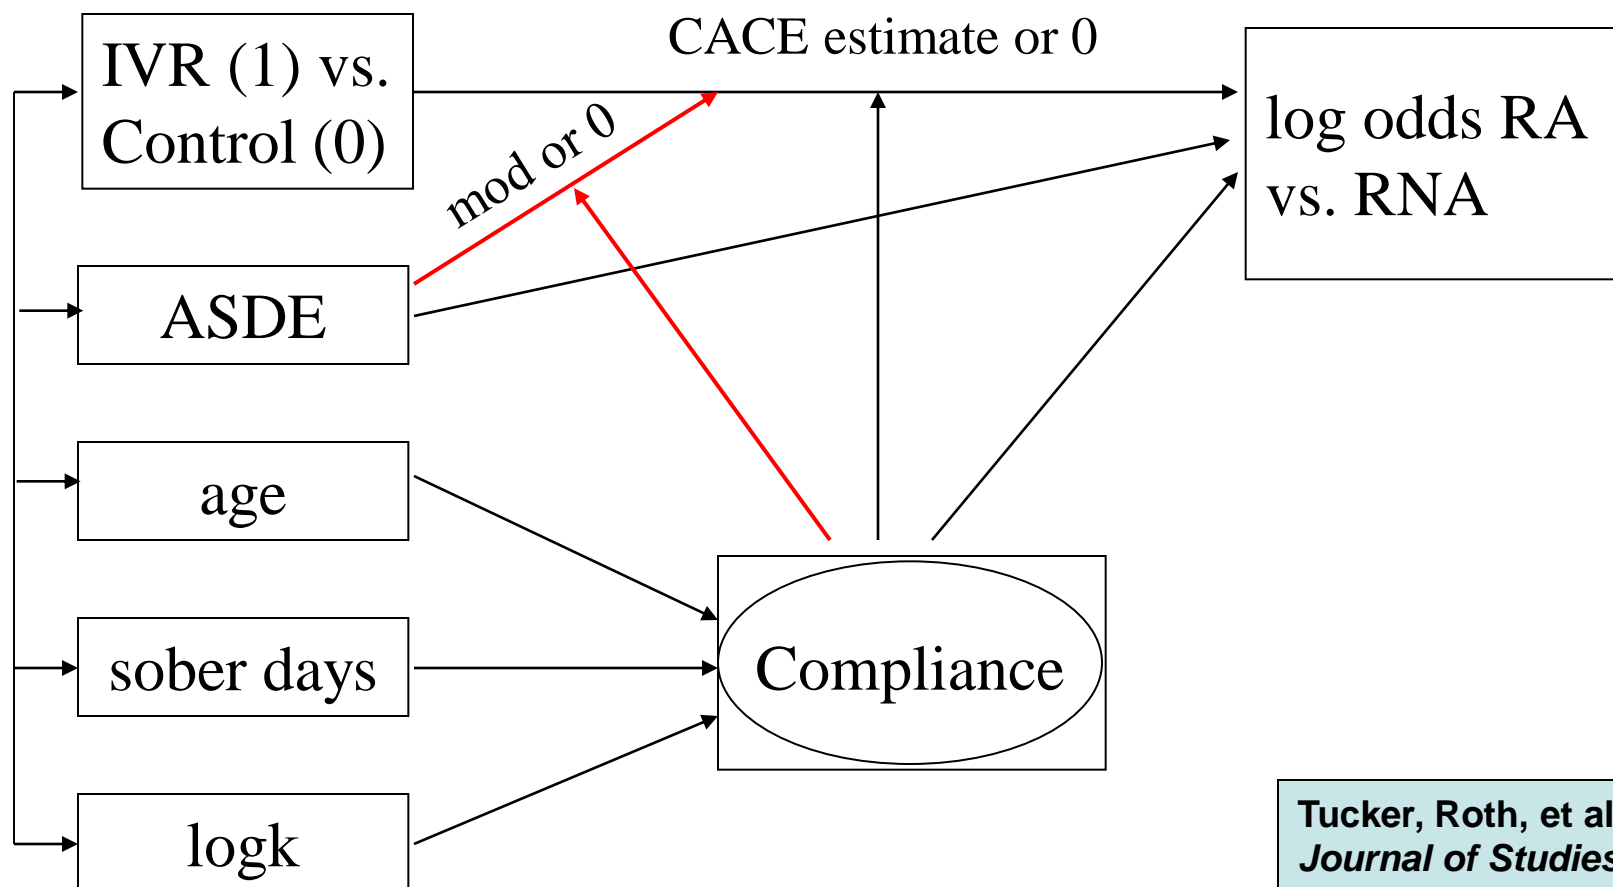 CACE estimate or 0
IVR (1) vs.
Control (0)
log odds RA
vs. RNA
mod or 0
ASDE
age
sober days
Compliance
logk
Tucker, Roth, et al
Journal of Studies